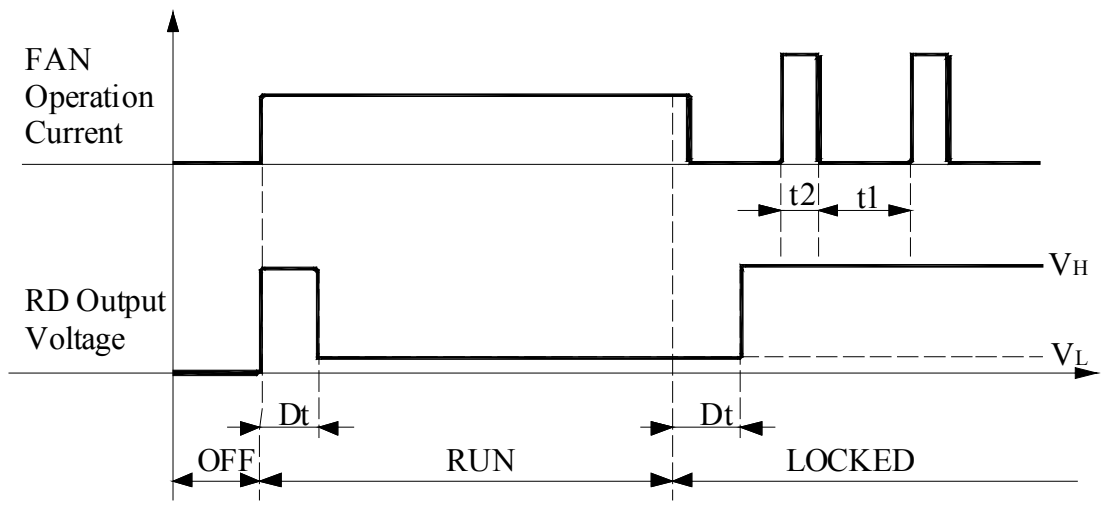 FAN
Operation
Current
t2 t1
VH
RD Output
Voltage
VL
Dt Dt
OFF RUN LOCKED